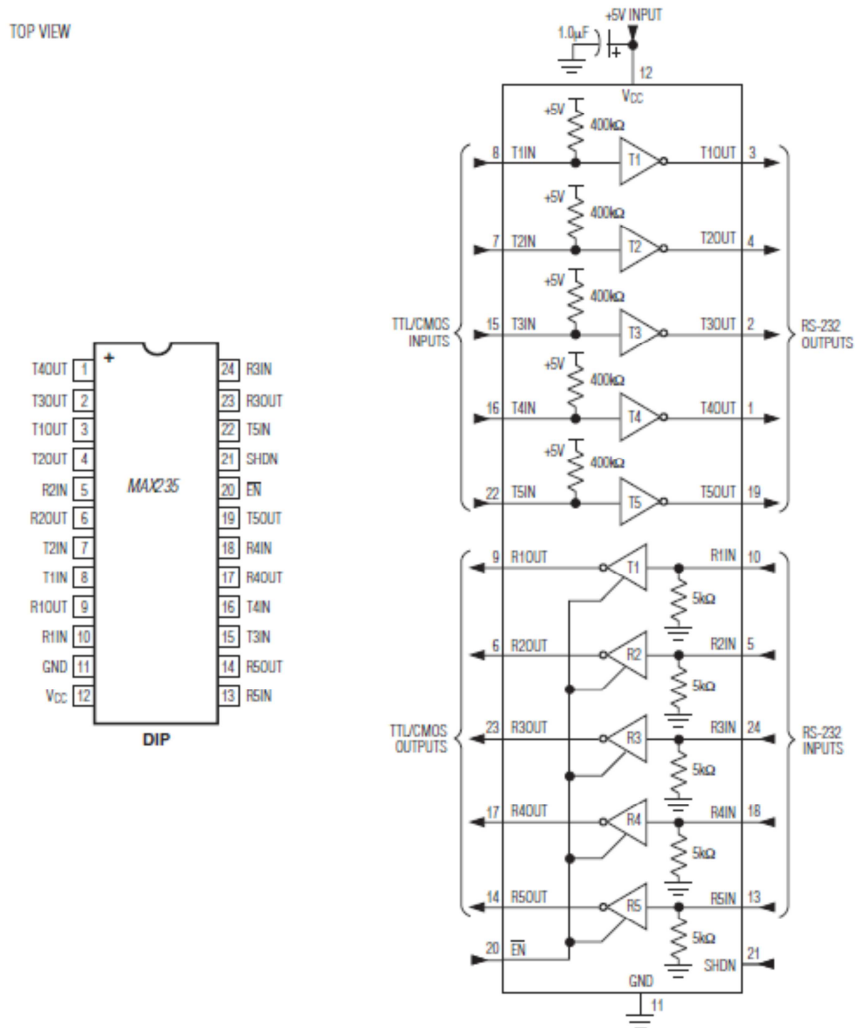 TOP VIEW
T4OUT 1
T3OUT 2
T1OUT 3
T2OUT 4
R2IN 5
R2OUT 6
T2IN 7
T1IN 8
R1OUT 9
R1IN 10
GND 11
VCC 12
+
MAX235
24 R3IN
23 R3OUT
22 T5IN
21 SHDN
20 EN
19 T5OUT
18 R4IN
17 R4OUT
16 T4IN
15 T3IN
14 R5OUT
13 R5IN
DIP
+5V INPUT
1.0µF
+
12
VCC
+5V
400kΩ
8 T1IN T1 T1OUT 3
+5V
400kΩ
7 T2IN T2 T2OUT 4
+5V
400kΩ
TTL/CMOS
INPUTS
15 T3IN T3 T3OUT 2
RS-232
OUTPUTS
+5V
400kΩ
16 T4IN T4 T4OUT 1
+5V
400kΩ
22 T5IN T5 T5OUT 19
9 R1OUT T1 R1IN 10
5kΩ
6 R2OUT R2 R2IN 5
5kΩ
TTL/CMOS
OUTPUTS
23 R3OUT R3 R3IN 24
RS-232
INPUTS
5kΩ
17 R4OUT R4 R4IN 18
5kΩ
14 R5OUT R5 R5IN 13
5kΩ
20 EN
SHDN 21
GND
11